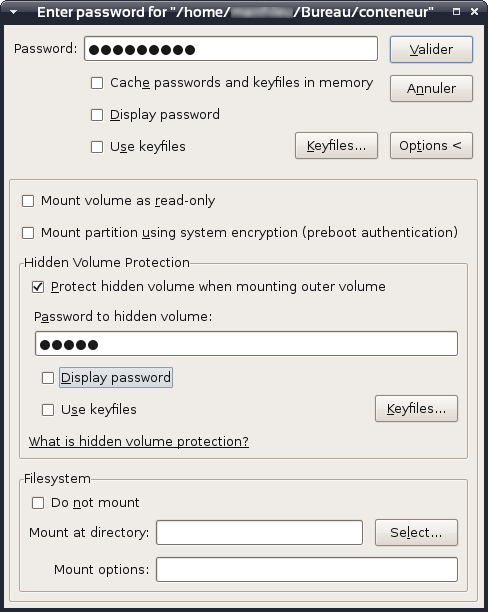 Enter password for "/home/ /Bureau/conteneur"
Password: ●●●●●●●●● Valider
Cache passwords and keyfiles in memory Annuler
Display password
Use keyfiles Keyfiles... Options <
Mount volume as read-only
Mount partition using system encryption (preboot authentication)
Hidden Volume Protection
Protect hidden volume when mounting outer volume
Password to hidden volume:
●●●●●
Display password
Use keyfiles Keyfiles...
What is hidden volume protection?
Filesystem
Do not mount
Mount at directory: Select...
Mount options: